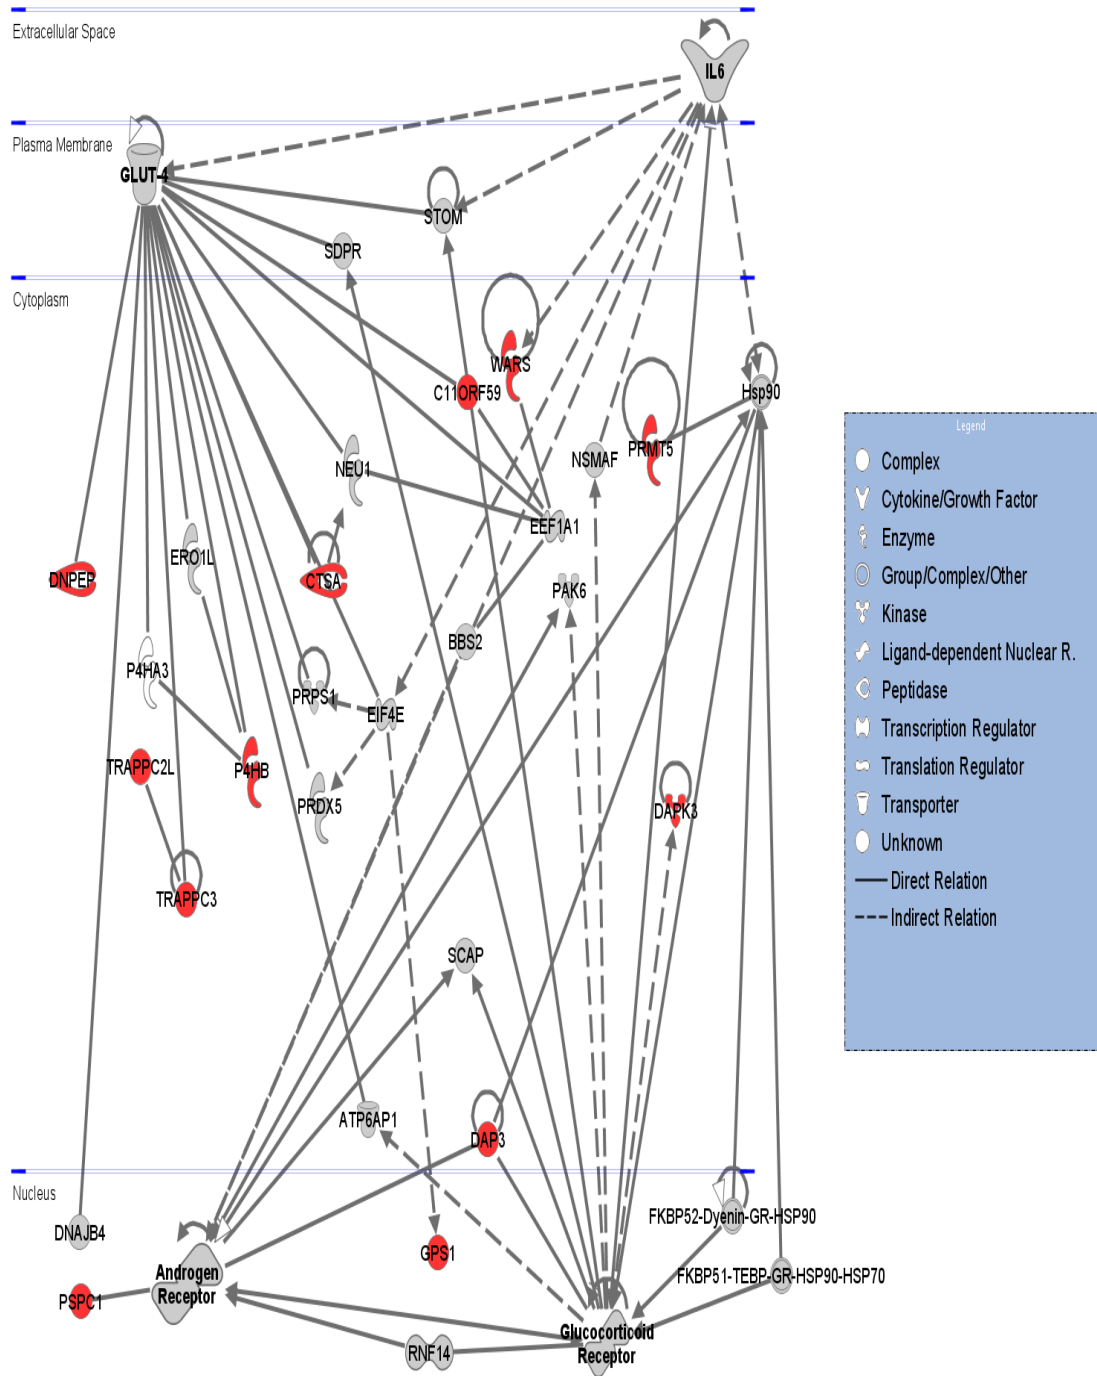 Extracellular Space
IL6
Plasma Membrane
GLUT-4
STOM
SDPR
Cytoplasm
WARS
C11ORF59
Hsp90
PRMT5
NSMAF
NEU1
EEF1A1
ERO1L
DNPEP
CTSA
PAK6
BBS2
P4HA3
PRPS1
EIF4E
TRAPPC2L
P4HB
PRDX5
DAPK3
TRAPPC3
SCAP
ATP6AP1
DAP3
Nucleus
DNAJB4
FKBP52-Dyenin-GR-HSP90
GPS1
Androgen
Receptor
FKBP51-TEBP-GR-HSP90-HSP70
PSPC1
RNF14
Glucocorticoid
Receptor
Legend
Complex
Cytokine/Growth Factor
Enzyme
Group/Complex/Other
Kinase
Ligand-dependent Nuclear R.
Peptidase
Transcription Regulator
Translation Regulator
Transporter
Unknown
Direct Relation
Indirect Relation